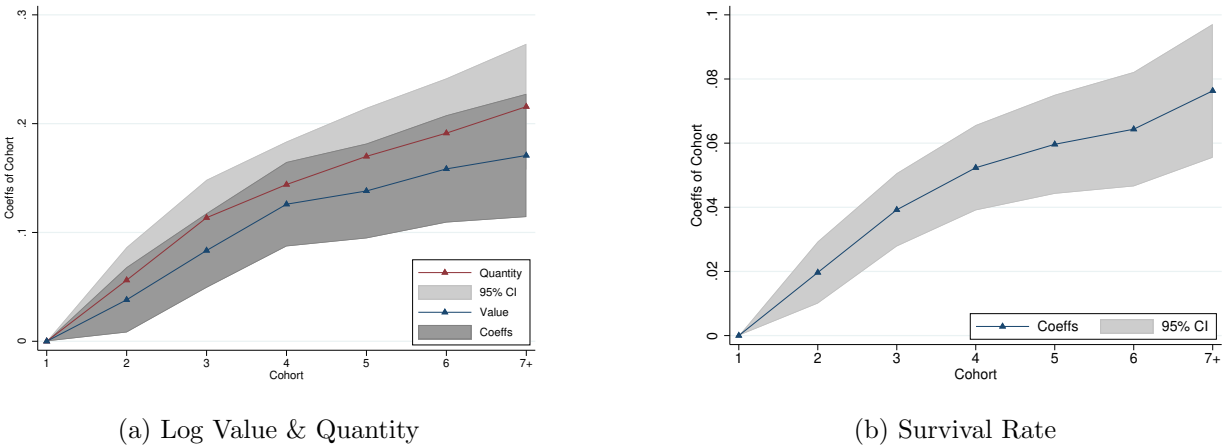 .3
.2
.1
0
Coeffs of Cohort
1 2 3 4 5 6 7+
Cohort
Quantity
95% CI
Value
Coeffs
(a) Log Value & Quantity
.1
.08
.06
.04
.02
0
Coeffs of Cohort
1 2 3 4 5 6 7+
Cohort
Coeffs 95% CI
(b) Survival Rate